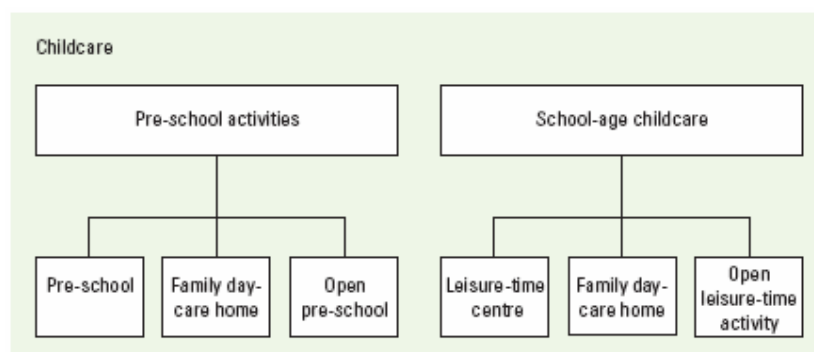 Childcare
Pre-school activities
School-age childcare
Pre-school
Family day-
care home
Open
pre-school
Leisure-time
centre
Family day-
care home
Open
leisure-time
activity